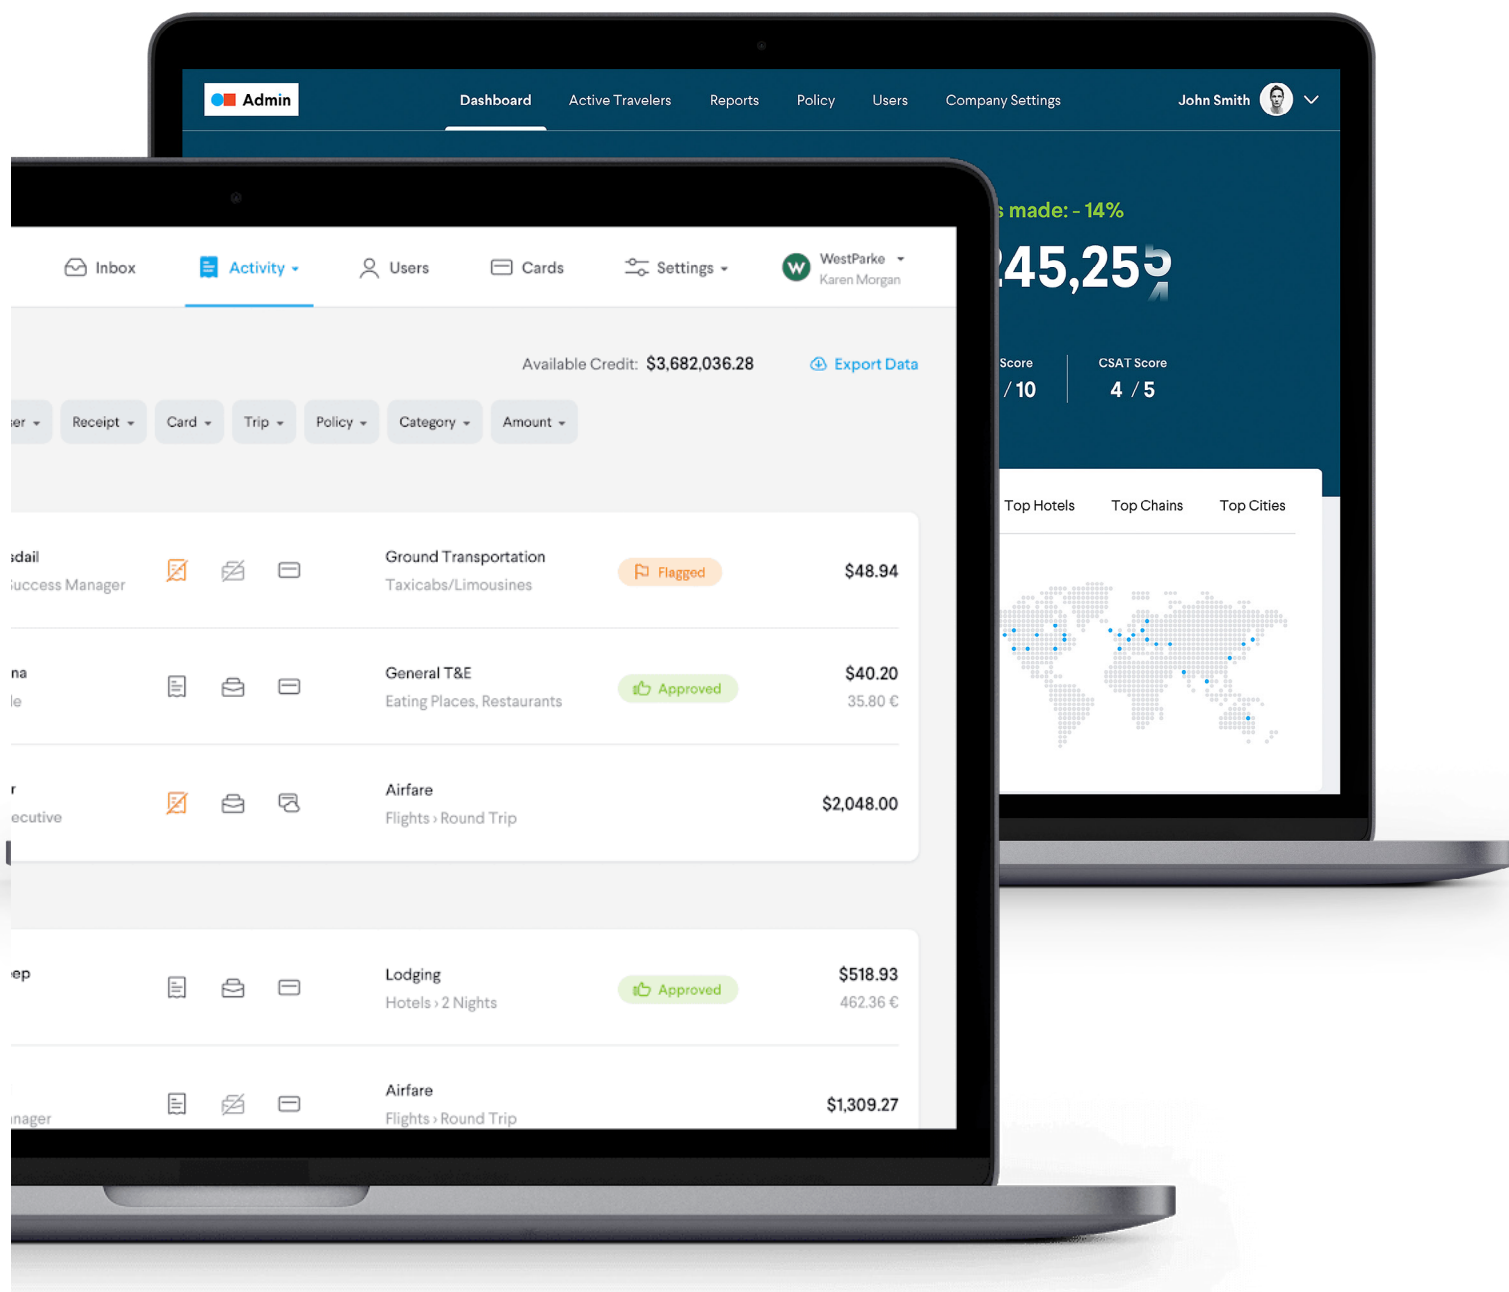 Admin
Dashboard
Active Travelers
Reports
Policy
Users
Company Settings
John Smith
made: - 14%
45,25
Score
/ 10
CSAT Score
4 / 5
Top Hotels
Top Chains
Top Cities
Inbox
Activity
Users
Cards
Settings
W
WestParke
Karen Morgan
Available Credit: $3,682,036.28
Export Data
Receipt
Card
Trip
Policy
Category
Amount
Ground Transportation
Flagged
$48.94
Success Manager
Taxicabs/Limousines
General T&E
Approved
$40.20
Eating Places, Restaurants
35.80 €
Airfare
$2,048.00
Flights › Round Trip
Lodging
Approved
$518.93
Hotels › 2 Nights
462.36 €
Airfare
$1,309.27
Flights › Round Trip